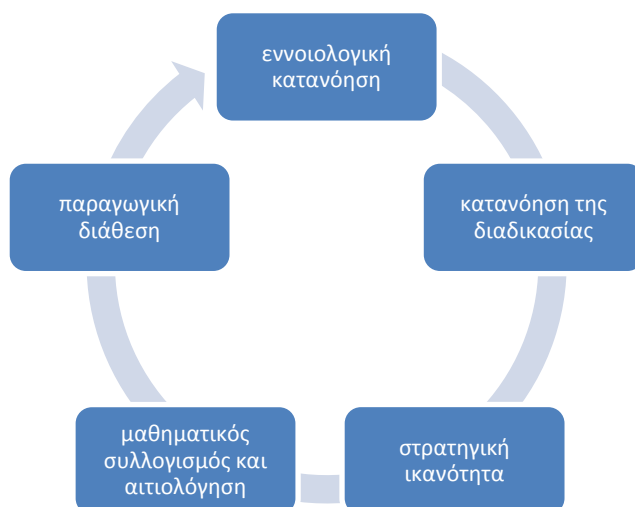 εννοιολογική
κατανόηση
κατανόηση της
διαδικασίας
στρατηγική
ικανότητα
μαθηματικός
συλλογισμός και
αιτιολόγηση
παραγωγική
διάθεση